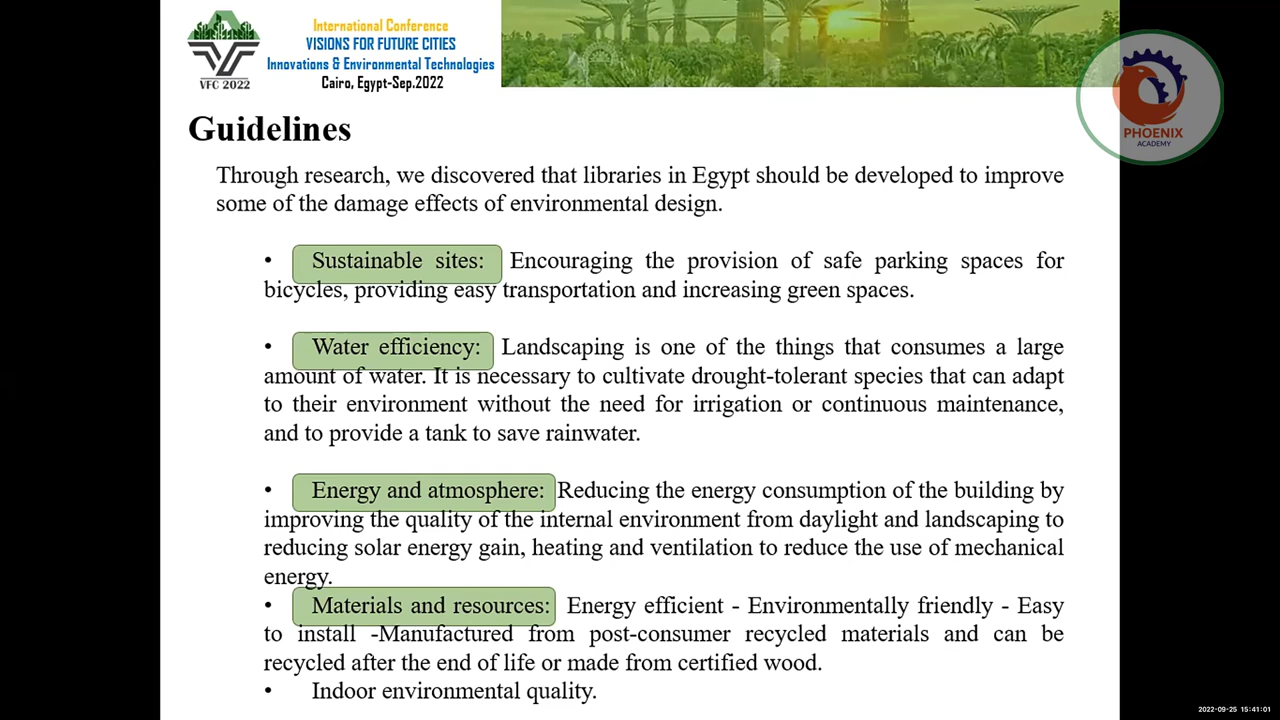 International Conference
VISIONS FOR FUTURE CITIES
Innovations & Environmental Technologies
Cairo, Egypt-Sep.2022
VFC 2022
PHOENIX
ACADEMY
Guidelines
Through research, we discovered that libraries in Egypt should be developed to improve
some of the damage effects of environmental design.
• Sustainable sites: Encouraging the provision of safe parking spaces for
bicycles, providing easy transportation and increasing green spaces.
• Water efficiency: Landscaping is one of the things that consumes a large
amount of water. It is necessary to cultivate drought-tolerant species that can adapt
to their environment without the need for irrigation or continuous maintenance,
and to provide a tank to save rainwater.
• Energy and atmosphere: Reducing the energy consumption of the building by
improving the quality of the internal environment from daylight and landscaping to
reducing solar energy gain, heating and ventilation to reduce the use of mechanical
energy.
• Materials and resources: Energy efficient - Environmentally friendly - Easy
to install -Manufactured from post-consumer recycled materials and can be
recycled after the end of life or made from certified wood.
• Indoor environmental quality.
2022-09-25 15:41:01